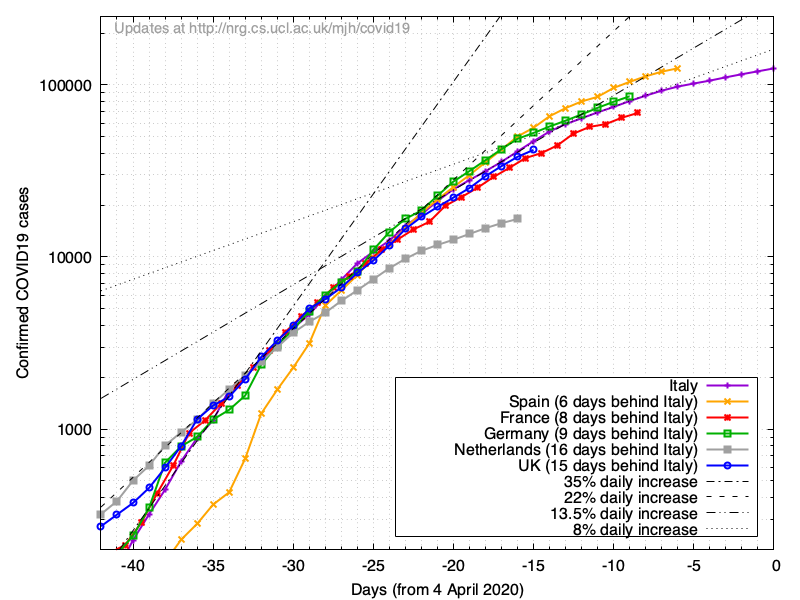 Updates at http://nrg.cs.ucl.ac.uk/mjh/covid19
100000
10000
1000
Confirmed COVID19 cases
Italy
Spain (6 days behind Italy)
France (8 days behind Italy)
Germany (9 days behind Italy)
Netherlands (16 days behind Italy)
UK (15 days behind Italy)
35% daily increase
22% daily increase
13.5% daily increase
8% daily increase
-40 -35 -30 -25 -20 -15 -10 -5 0
Days (from 4 April 2020)